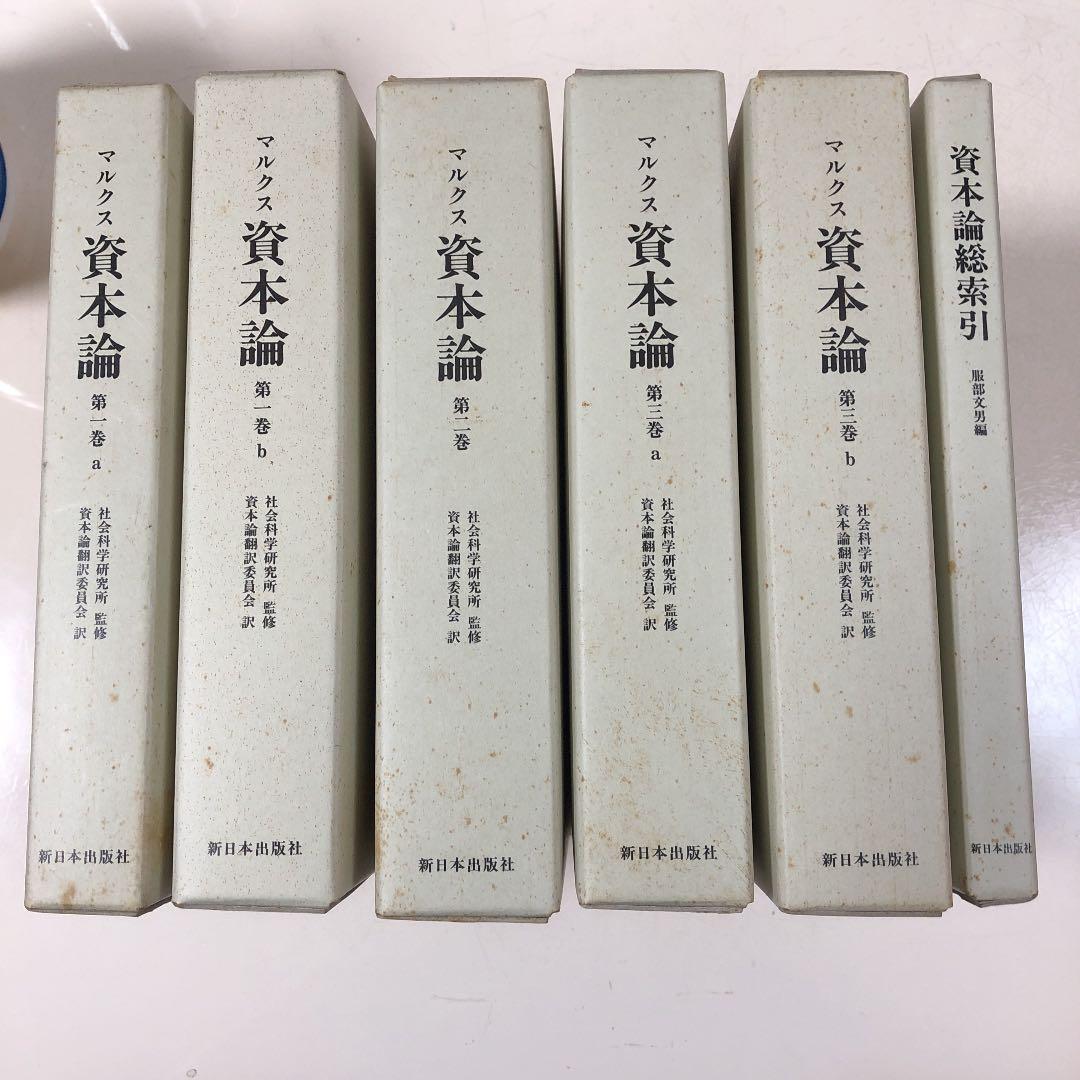 マルクス
資本論
第一巻 a
社会科学研究所 監修
資本論翻訳委員会 訳
新日本出版社
マルクス
資本論
第一巻 b
社会科学研究所 監修
資本論翻訳委員会 訳
新日本出版社
マルクス
資本論
第二巻
社会科学研究所 監修
資本論翻訳委員会 訳
新日本出版社
マルクス
資本論
第三巻 a
社会科学研究所 監修
資本論翻訳委員会 訳
新日本出版社
マルクス
資本論
第三巻 b
社会科学研究所 監修
資本論翻訳委員会 訳
新日本出版社
資本論総索引
服部文男編
新日本出版社